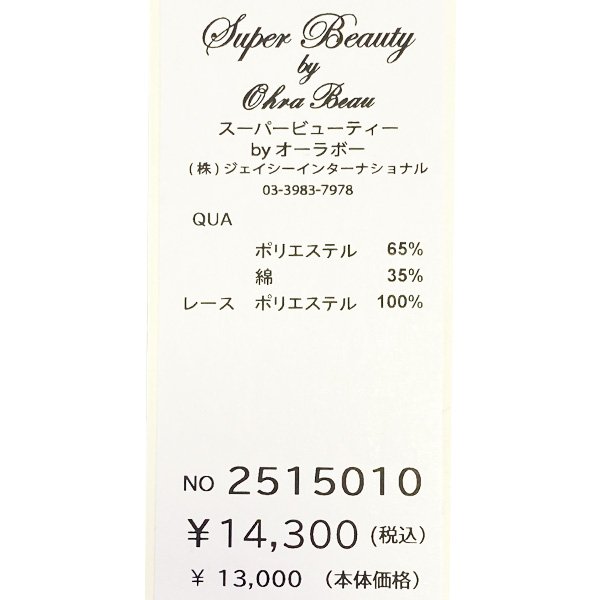 Super Beauty
by
Ohra Beau
スーパービューティー
by オーラボー
(株)ジェイシーインターナショナル
03-3983-7978
QUA
ポリエステル 65%
綿 35%
レース ポリエステル 100%
NO 2515010
¥14,300 (税込)
¥ 13,000 (本体価格)